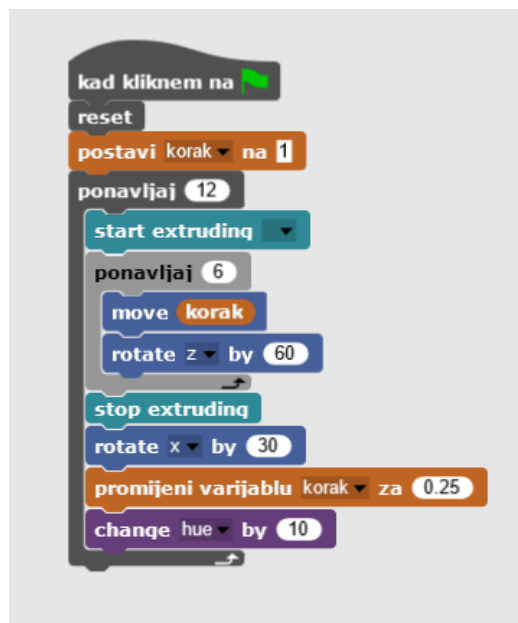 kad kliknem na
reset
postavi korak na 1
ponavljaj 12
start extruding
ponavljaj 6
move korak
rotate z by 60
stop extruding
rotate x by 30
promijeni varijablu korak za 0.25
change hue by 10